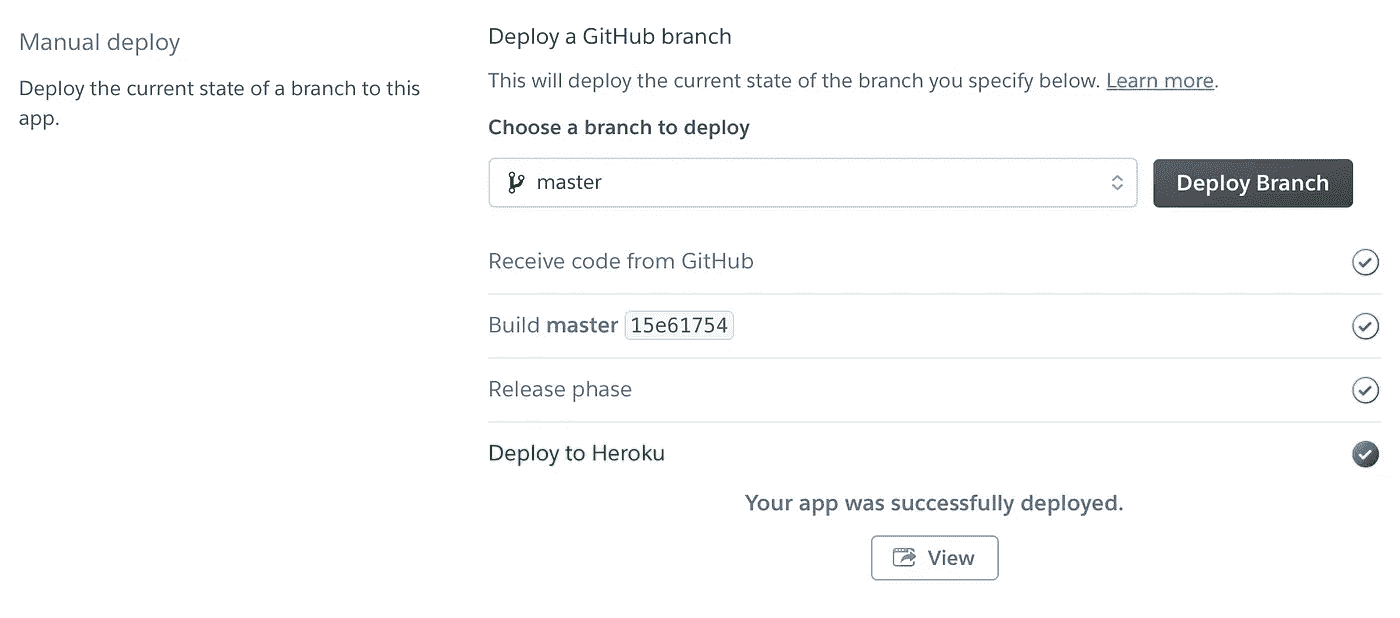 Manual deploy
Deploy the current state of a branch to this
app.
Deploy a GitHub branch
This will deploy the current state of the branch you specify below. Learn more.
Choose a branch to deploy
master
Deploy Branch
Receive code from GitHub
Build master 15e61754
Release phase
Deploy to Heroku
Your app was successfully deployed.
View